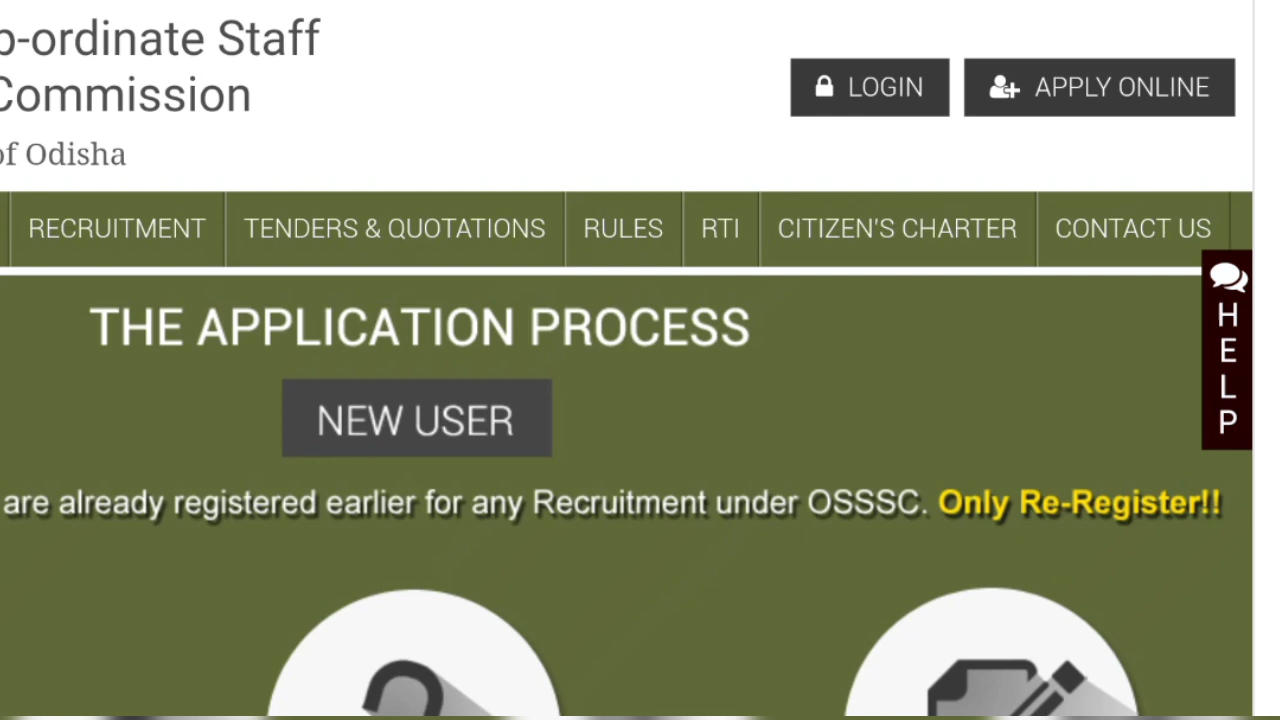 -ordinate Staff
Commission
of Odisha
LOGIN
APPLY ONLINE
RECRUITMENT
TENDERS & QUOTATIONS
RULES
RTI
CITIZEN'S CHARTER
CONTACT US
HELP
THE APPLICATION PROCESS
NEW USER
are already registered earlier for any Recruitment under OSSSC. Only Re-Register!!